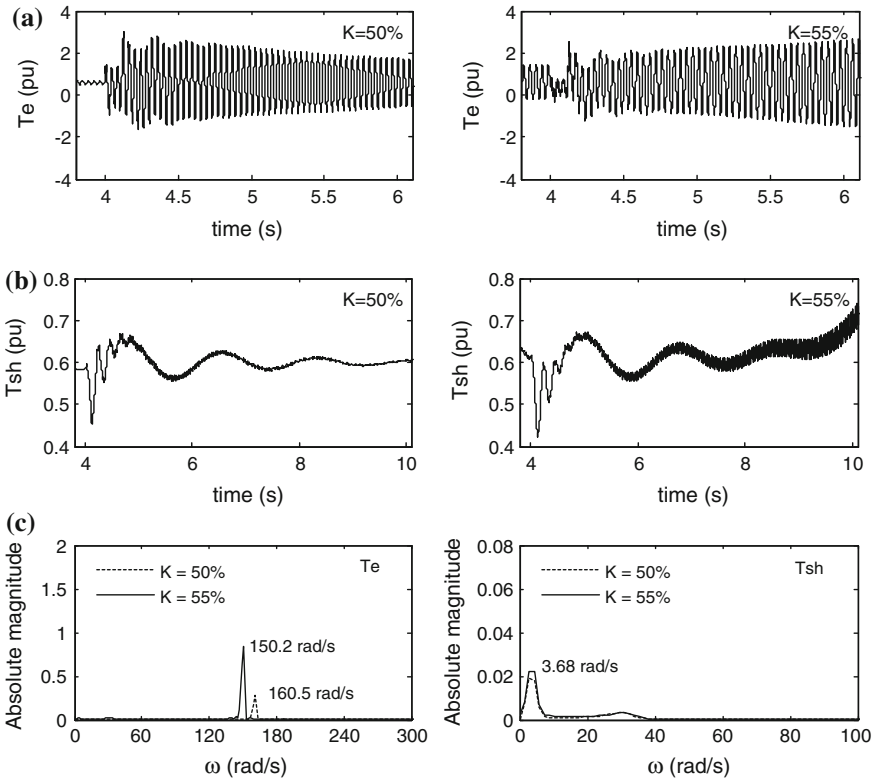 (a)
4
2
0
-2
-4
Te (pu)
K=50%
4
4.5
5
5.5
6
time (s)
4
2
0
-2
-4
Te (pu)
K=55%
4
4.5
5
5.5
6
time (s)
(b)
0.8
0.7
0.6
0.5
0.4
Tsh (pu)
K=50%
4
6
8
10
time (s)
0.8
0.7
0.6
0.5
0.4
Tsh (pu)
K=55%
4
6
8
10
time (s)
(c)
2
1.5
1
0.5
0
Absolute magnitude
K = 50%
K = 55%
Te
150.2 rad/s
160.5 rad/s
0
60
120
180
240
300
ω (rad/s)
0.08
0.06
0.04
0.02
0
Absolute magnitude
K = 50%
K = 55%
Tsh
3.68 rad/s
0
20
40
60
80
100
ω (rad/s)